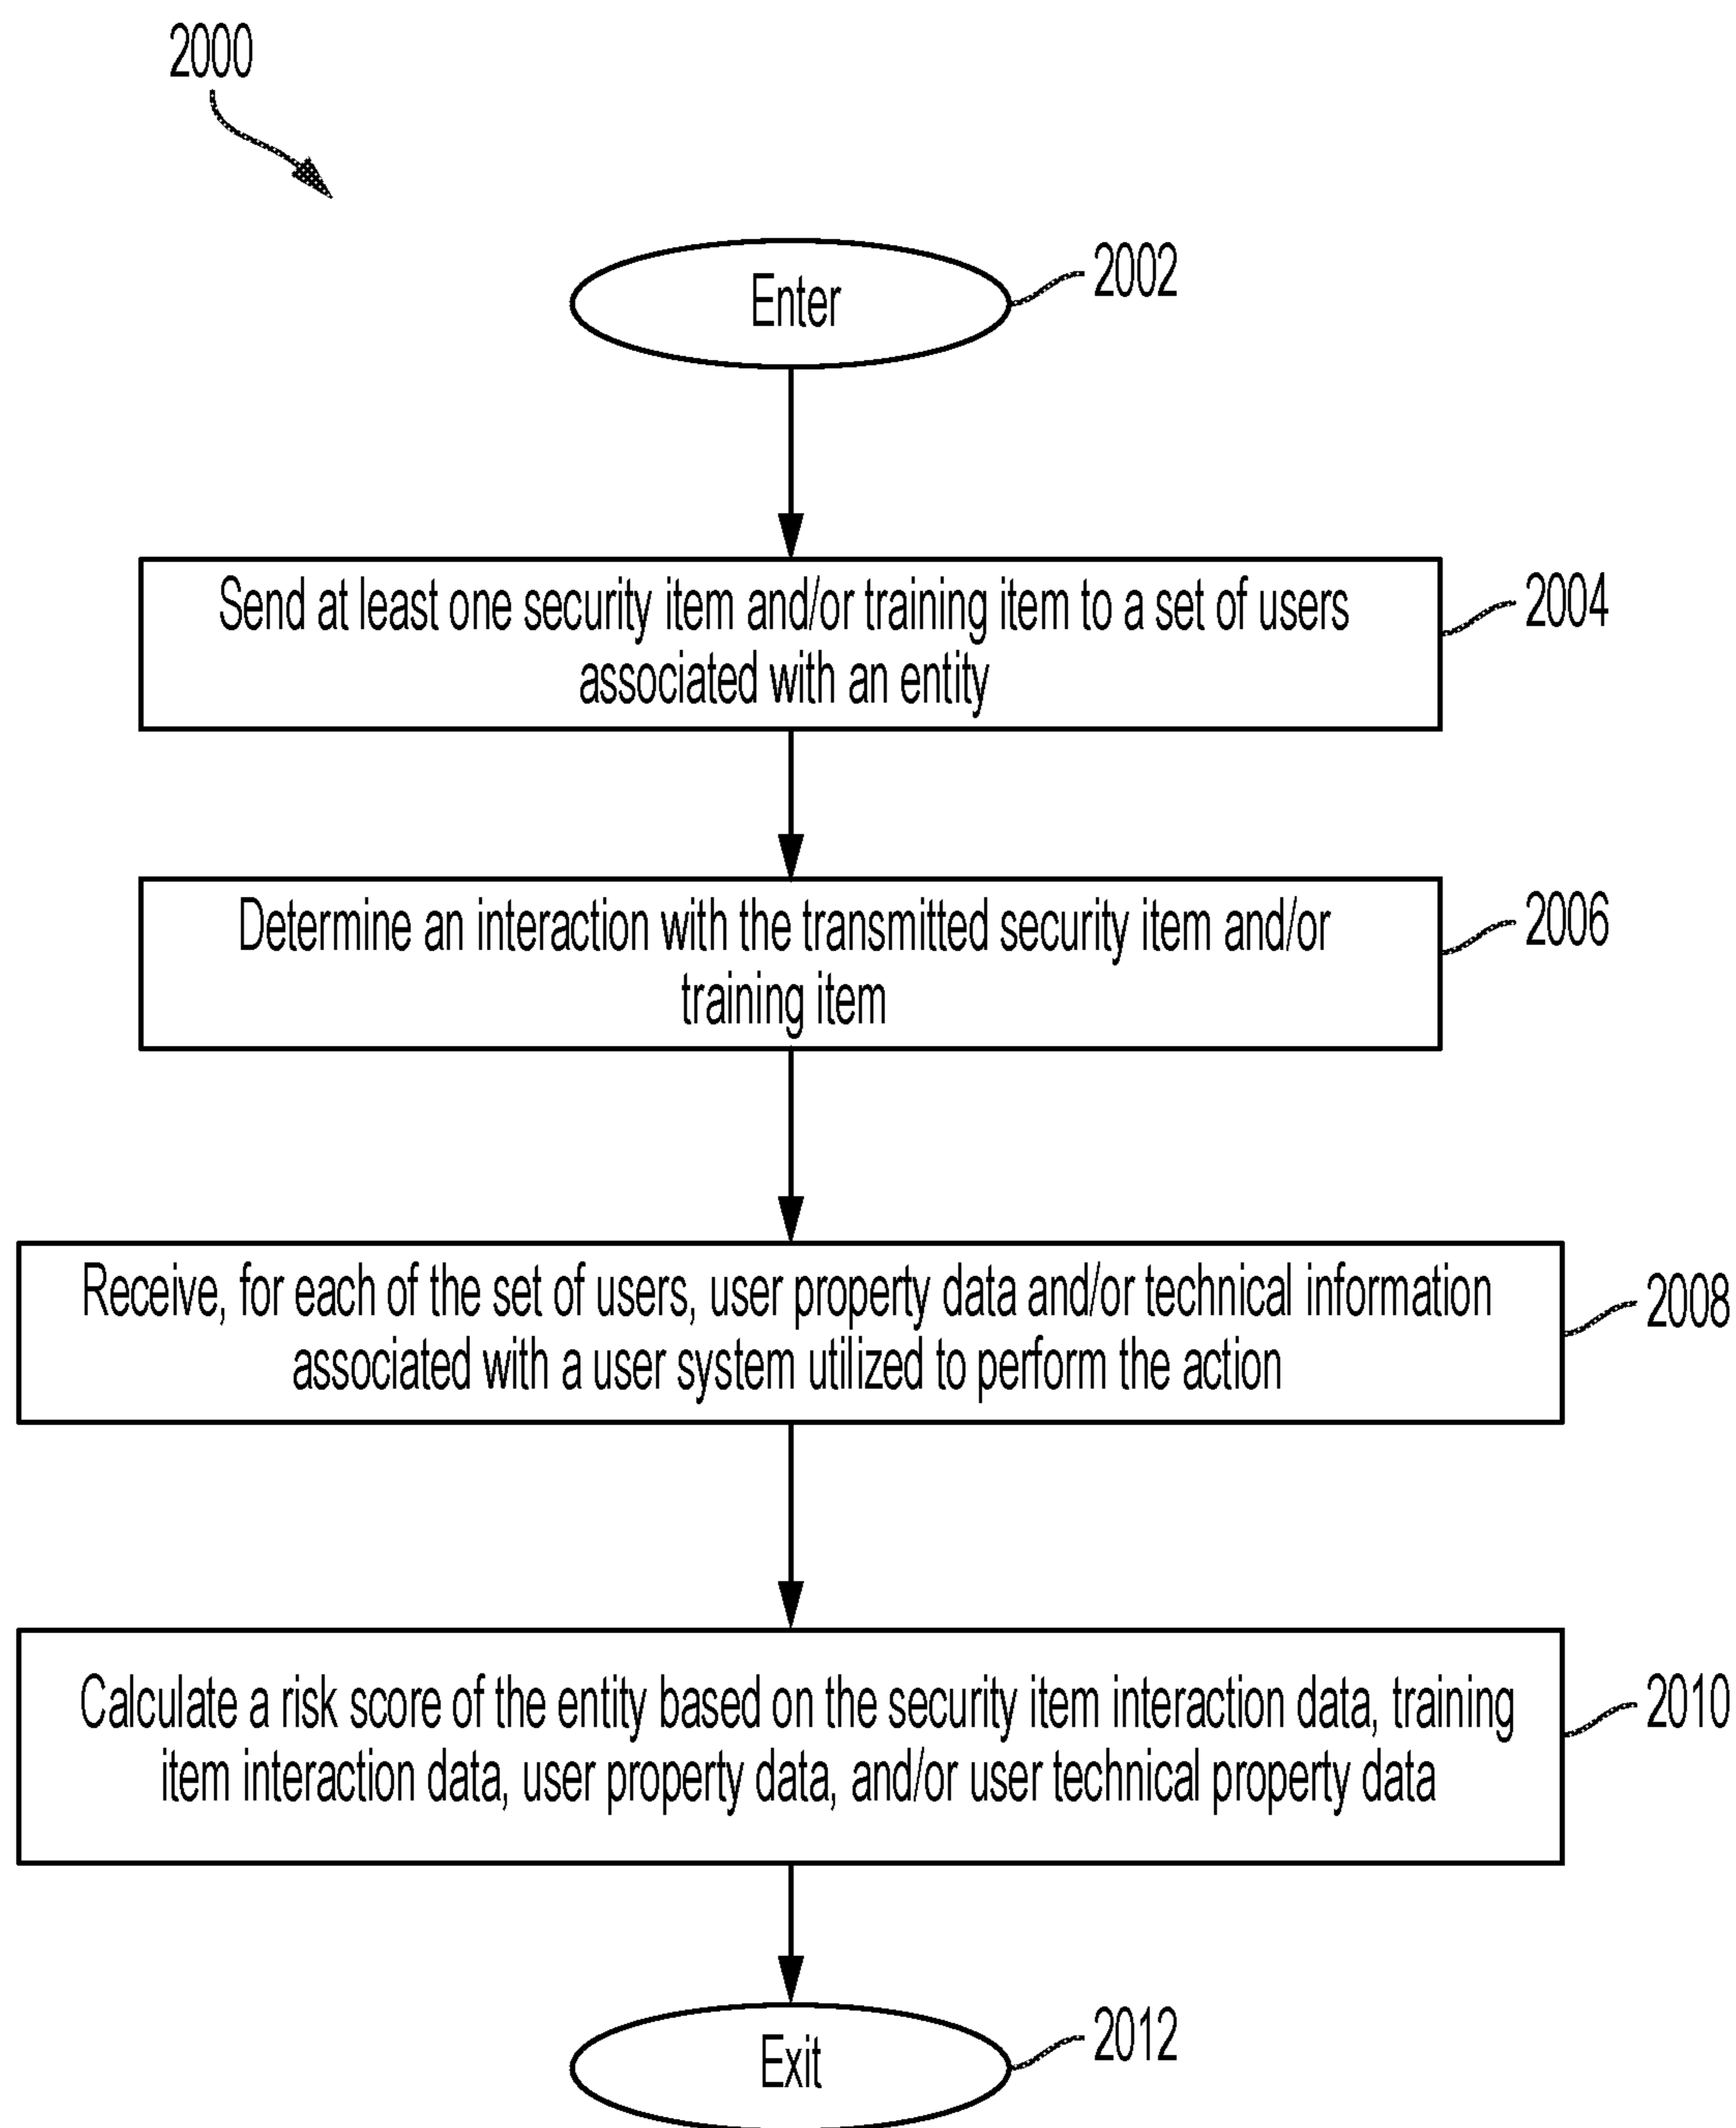 2000
Enter
2002
Send at least one security item and/or training item to a set of users
associated with an entity
2004
Determine an interaction with the transmitted security item and/or
training item
2006
Receive, for each of the set of users, user property data and/or technical information
associated with a user system utilized to perform the action
2008
Calculate a risk score of the entity based on the security item interaction data, training
item interaction data, user property data, and/or user technical property data
2010
Exit
2012